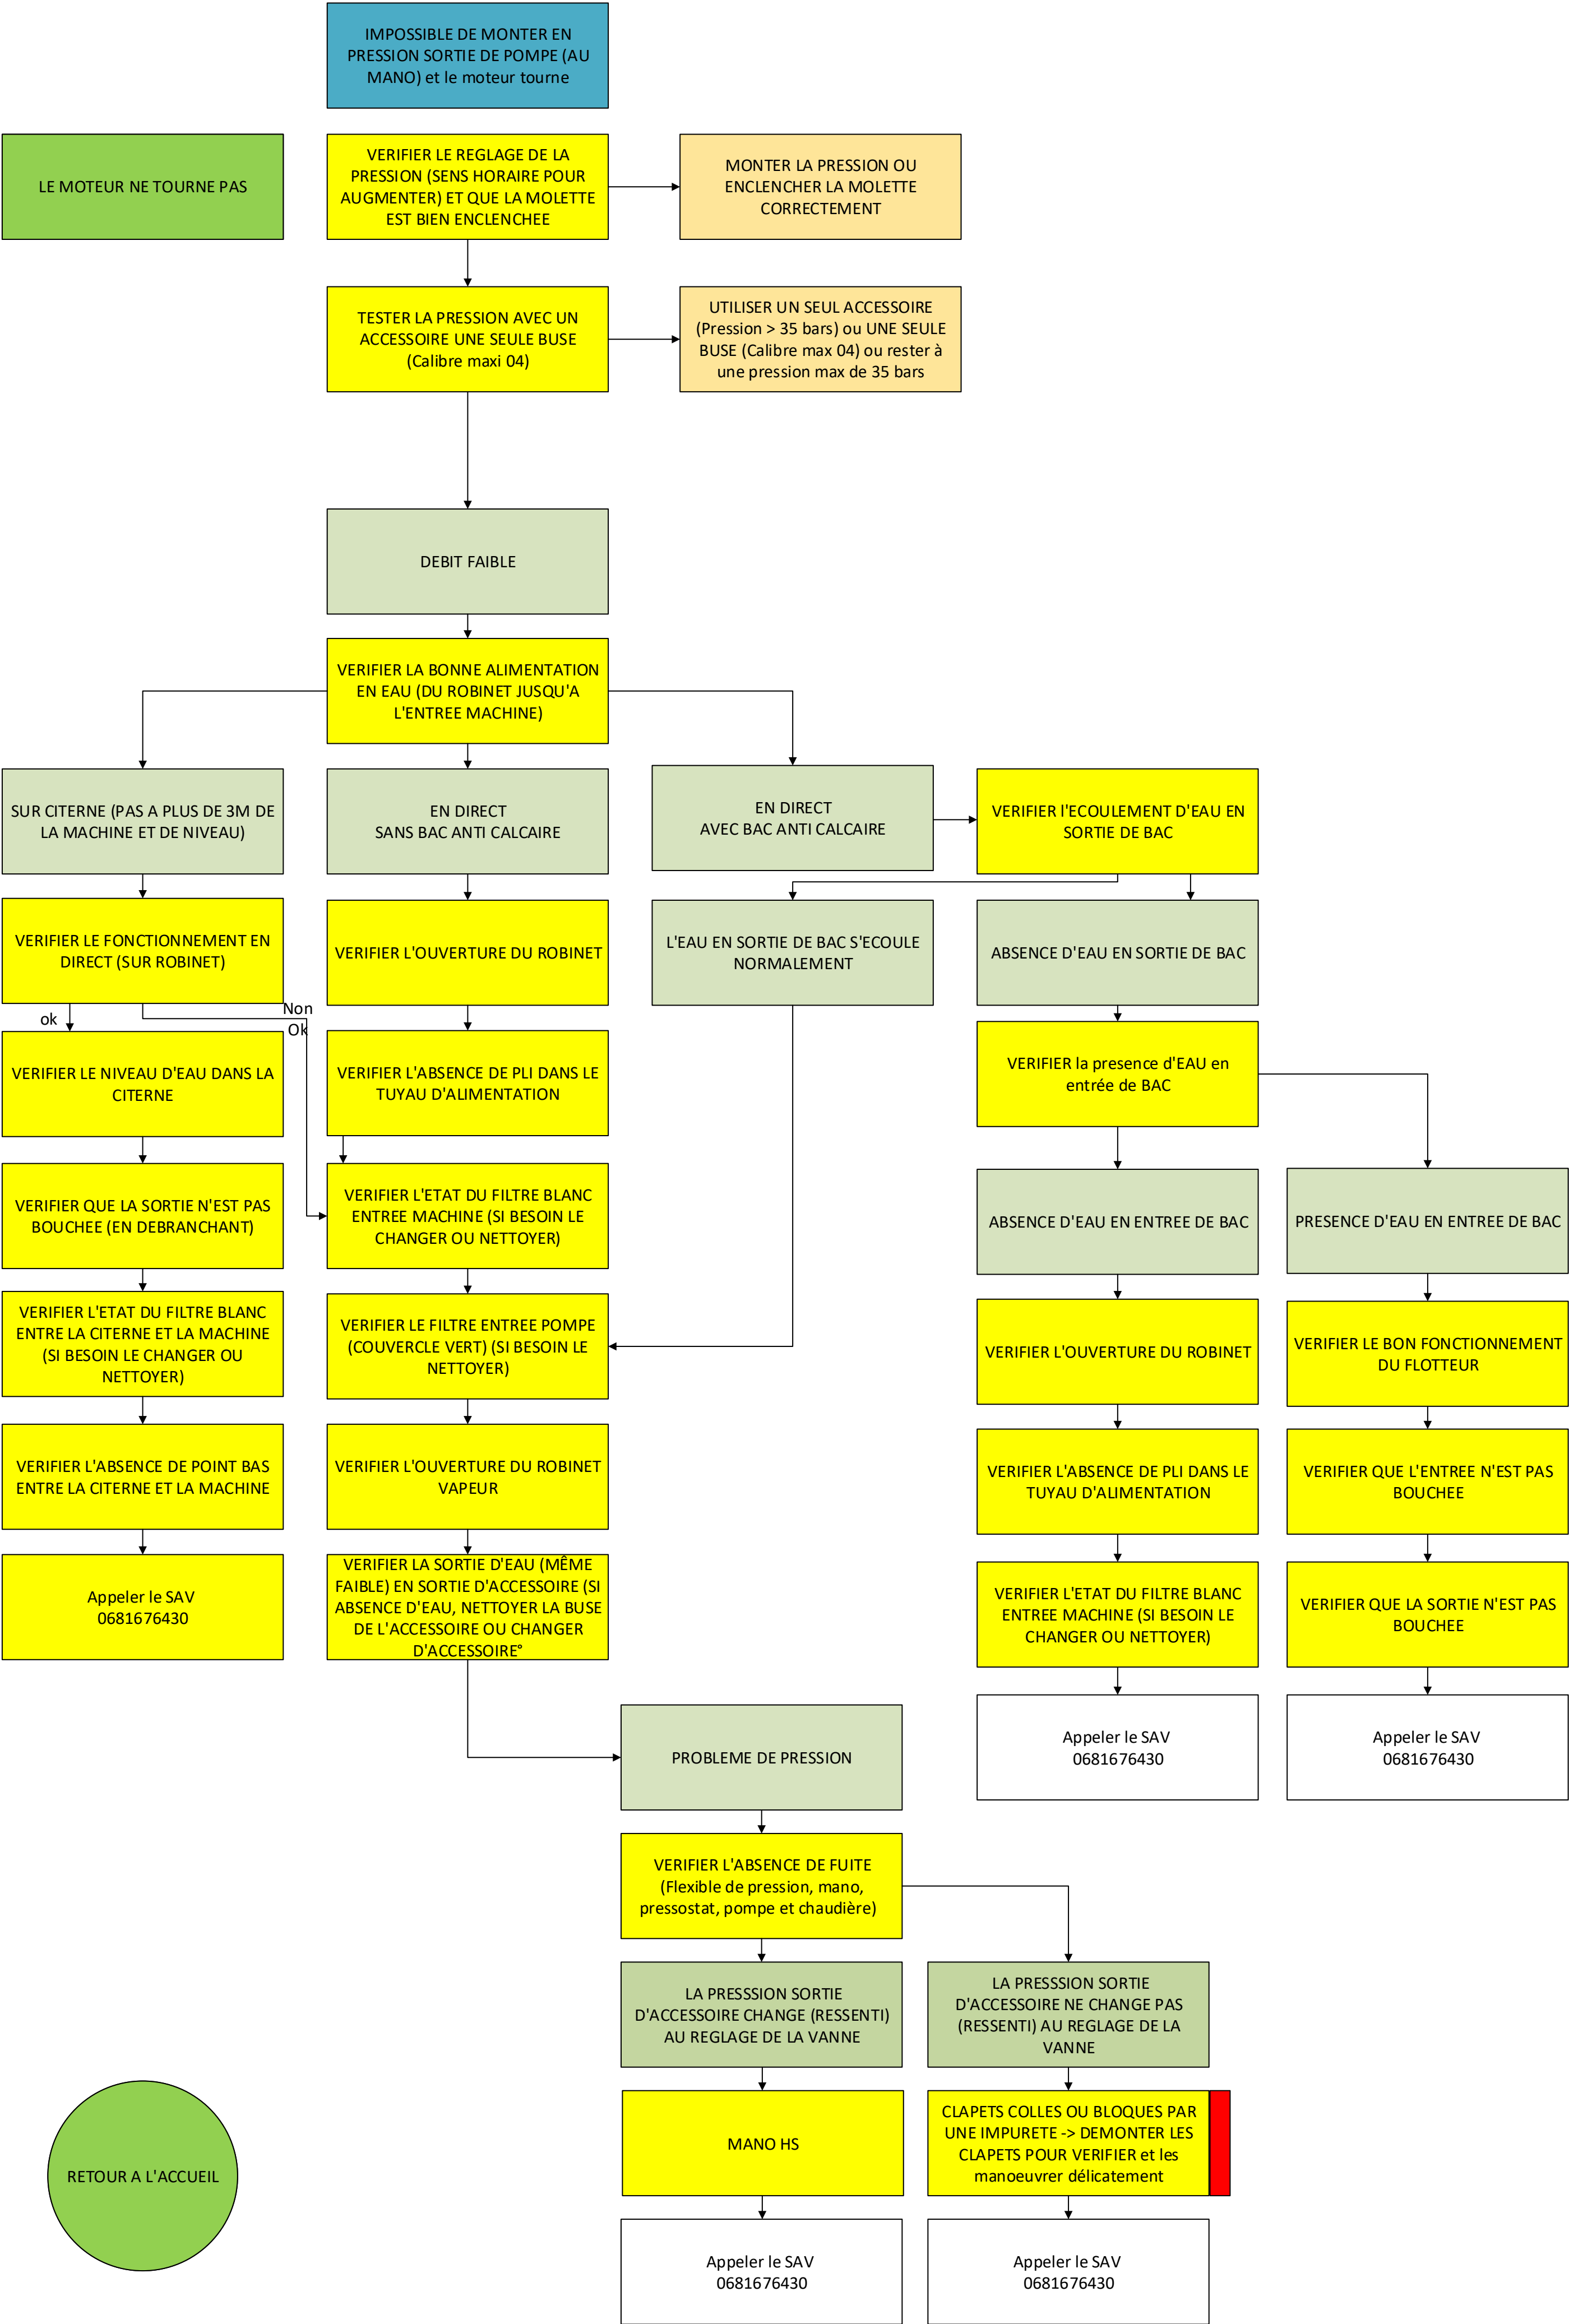 IMPOSSIBLE DE MONTER EN
PRESSION SORTIE DE POMPE (AU
MANO) et le moteur tourne
LE MOTEUR NE TOURNE PAS
VERIFIER LE REGLAGE DE LA
PRESSION (SENS HORAIRE POUR
AUGMENTER) ET QUE LA MOLETTE
EST BIEN ENCLENCHEE
MONTER LA PRESSION OU
ENCLENCHER LA MOLETTE
CORRECTEMENT
TESTER LA PRESSION AVEC UN
ACCESSOIRE UNE SEULE BUSE
(Calibre maxi 04)
UTILISER UN SEUL ACCESSOIRE
(Pression > 35 bars) ou UNE SEULE
BUSE (Calibre max 04) ou rester à
une pression max de 35 bars
DEBIT FAIBLE
VERIFIER LA BONNE ALIMENTATION
EN EAU (DU ROBINET JUSQU'A
L'ENTREE MACHINE)
SUR CITERNE (PAS A PLUS DE 3M DE
LA MACHINE ET DE NIVEAU)
EN DIRECT
SANS BAC ANTI CALCAIRE
EN DIRECT
AVEC BAC ANTI CALCAIRE
VERIFIER l'ECOULEMENT D'EAU EN
SORTIE DE BAC
VERIFIER LE FONCTIONNEMENT EN
DIRECT (SUR ROBINET)
VERIFIER L'OUVERTURE DU ROBINET
L'EAU EN SORTIE DE BAC S'ECOULE
NORMALEMENT
ABSENCE D'EAU EN SORTIE DE BAC
ok
Non
Ok
VERIFIER LE NIVEAU D'EAU DANS LA
CITERNE
VERIFIER L'ABSENCE DE PLI DANS LE
TUYAU D'ALIMENTATION
VERIFIER la presence d'EAU en
entrée de BAC
VERIFIER QUE LA SORTIE N'EST PAS
BOUCHEE (EN DEBRANCHANT)
VERIFIER L'ETAT DU FILTRE BLANC
ENTREE MACHINE (SI BESOIN LE
CHANGER OU NETTOYER)
ABSENCE D'EAU EN ENTREE DE BAC
PRESENCE D'EAU EN ENTREE DE BAC
VERIFIER L'ETAT DU FILTRE BLANC
ENTRE LA CITERNE ET LA MACHINE
(SI BESOIN LE CHANGER OU
NETTOYER)
VERIFIER LE FILTRE ENTREE POMPE
(COUVERCLE VERT) (SI BESOIN LE
NETTOYER)
VERIFIER L'OUVERTURE DU ROBINET
VERIFIER LE BON FONCTIONNEMENT
DU FLOTTEUR
VERIFIER L'ABSENCE DE POINT BAS
ENTRE LA CITERNE ET LA MACHINE
VERIFIER L'OUVERTURE DU ROBINET
VAPEUR
VERIFIER L'ABSENCE DE PLI DANS LE
TUYAU D'ALIMENTATION
VERIFIER QUE L'ENTREE N'EST PAS
BOUCHEE
Appeler le SAV
0681676430
VERIFIER LA SORTIE D'EAU (MÊME
FAIBLE) EN SORTIE D'ACCESSOIRE (SI
ABSENCE D'EAU, NETTOYER LA BUSE
DE L'ACCESSOIRE OU CHANGER
D'ACCESSOIRE°
VERIFIER L'ETAT DU FILTRE BLANC
ENTREE MACHINE (SI BESOIN LE
CHANGER OU NETTOYER)
VERIFIER QUE LA SORTIE N'EST PAS
BOUCHEE
PROBLEME DE PRESSION
Appeler le SAV
0681676430
Appeler le SAV
0681676430
VERIFIER L'ABSENCE DE FUITE
(Flexible de pression, mano,
pressostat, pompe et chaudière)
LA PRESSSION SORTIE
D'ACCESSOIRE CHANGE (RESSENTI)
AU REGLAGE DE LA VANNE
LA PRESSSION SORTIE
D'ACCESSOIRE NE CHANGE PAS
(RESSENTI) AU REGLAGE DE LA
VANNE
RETOUR A L'ACCUEIL
MANO HS
CLAPETS COLLES OU BLOQUES PAR
UNE IMPURETE -> DEMONTER LES
CLAPETS POUR VERIFIER et les
manoeuvrer délicatement
Appeler le SAV
0681676430
Appeler le SAV
0681676430